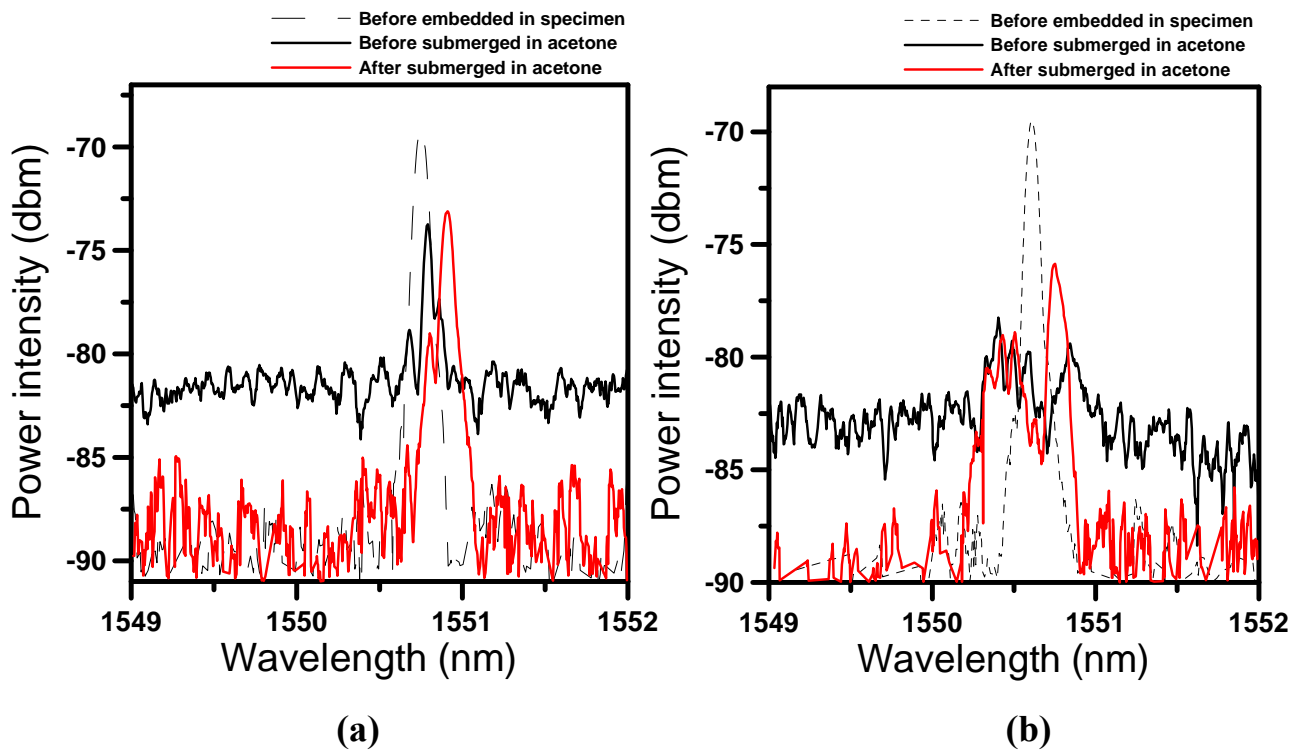 Before embedded in specimen
Before submerged in acetone
After submerged in acetone
-70
-75
-80
-85
-90
Power intensity (dbm)
1549
1550
1551
1552
Wavelength (nm)
(a)
Before embedded in specimen
Before submerged in acetone
After submerged in acetone
-70
-75
-80
-85
-90
Power intensity (dbm)
1549
1550
1551
1552
Wavelength (nm)
(b)